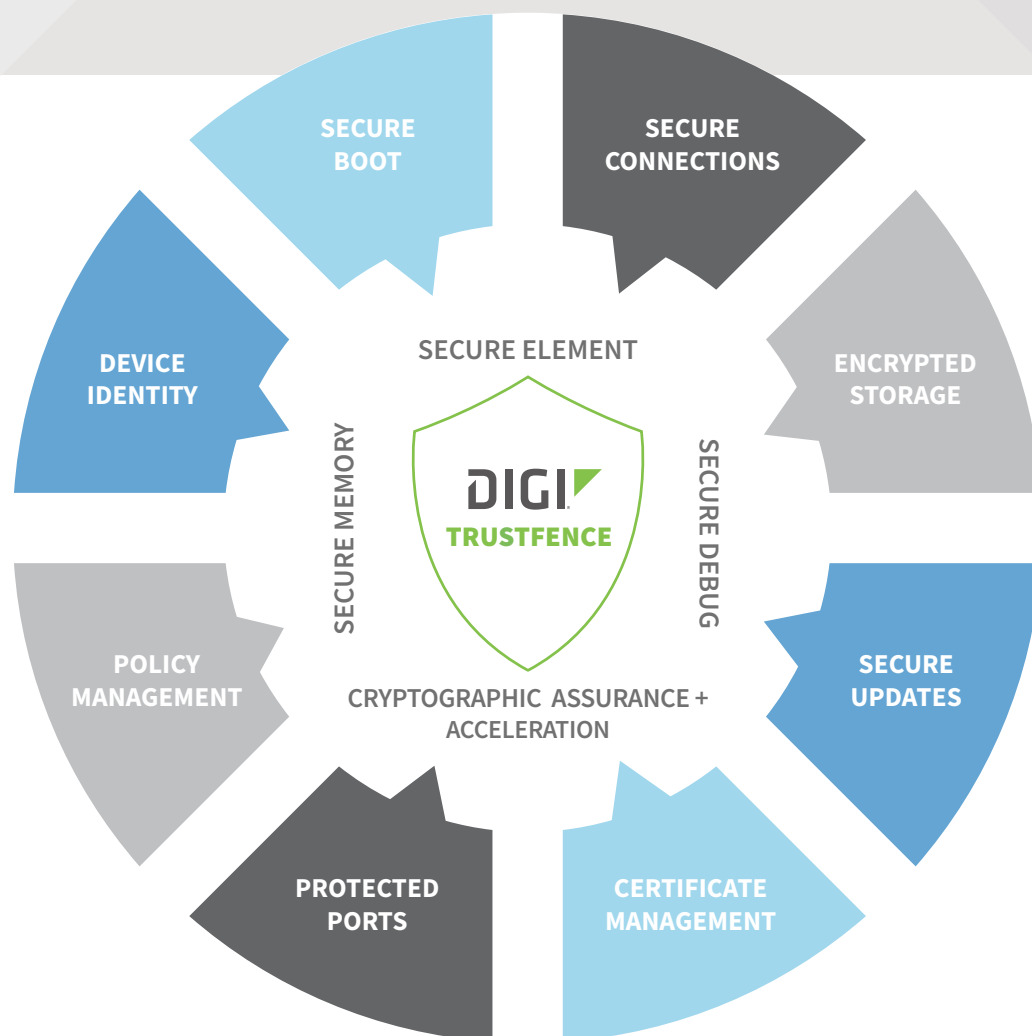 SECURE
BOOT
SECURE
CONNECTIONS
DEVICE
IDENTITY
ENCRYPTED
STORAGE
SECURE ELEMENT
SECURE MEMORY
DIGI
TRUSTFENCE
SECURE DEBUG
POLICY
MANAGEMENT
SECURE
UPDATES
CRYPTOGRAPHIC ASSURANCE +
ACCELERATION
PROTECTED
PORTS
CERTIFICATE
MANAGEMENT